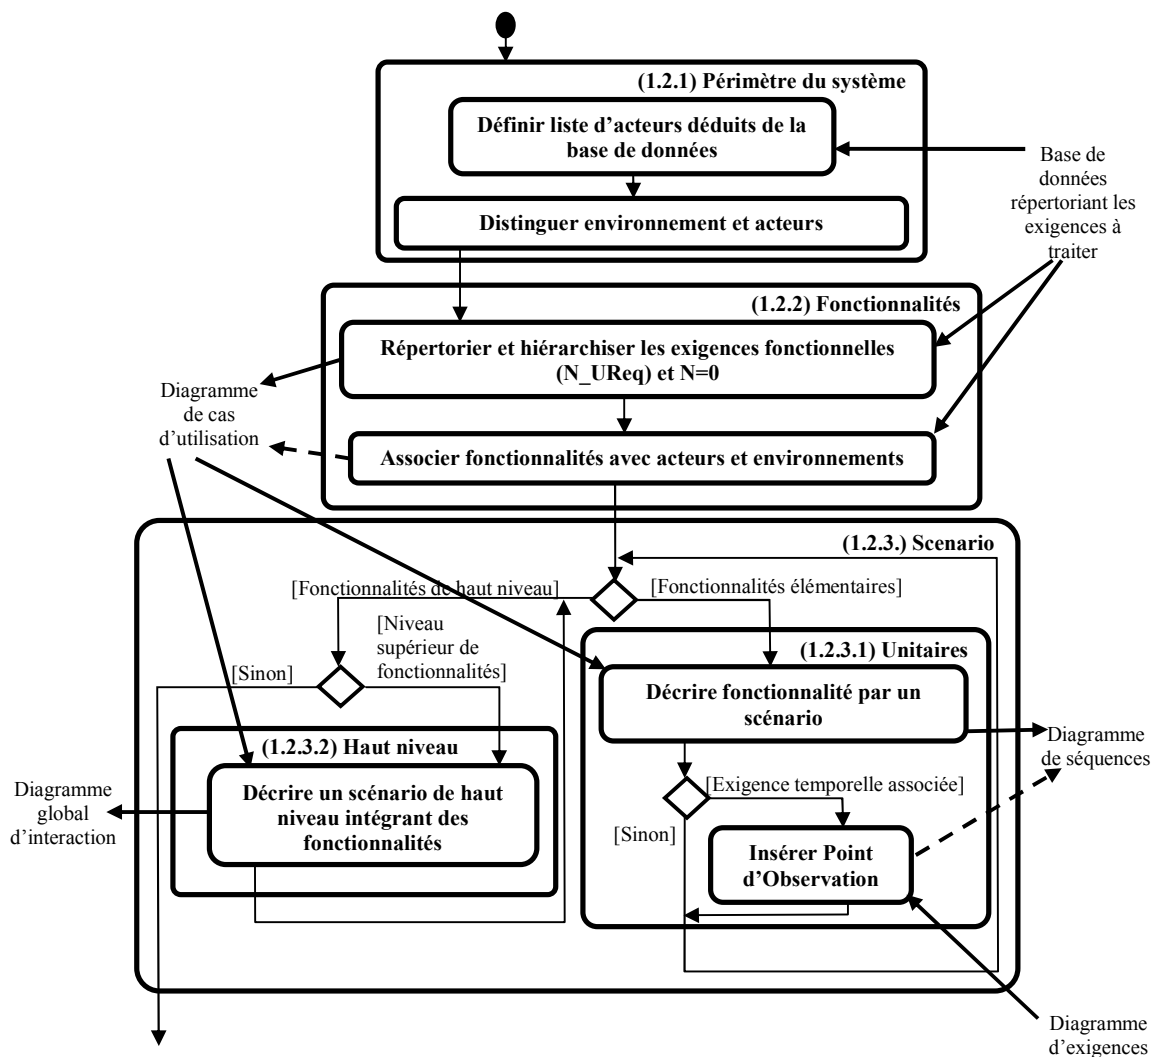 (1.2.1) Périmètre du système
Définir liste d’acteurs déduits de la
base de données
Distinguer environnement et acteurs
Base de
données
répertoriant les
exigences à
traiter
(1.2.2) Fonctionnalités
Répertorier et hiérarchiser les exigences fonctionnelles
(N_UReq) et N=0
Diagramme
de cas
d’utilisation
Associer fonctionnalités avec acteurs et environnements
(1.2.3.) Scenario
[Fonctionnalités de haut niveau]
[Fonctionnalités élémentaires]
[Niveau
supérieur de
fonctionnalités]
[Sinon]
(1.2.3.1) Unitaires
Décrire fonctionnalité par un
scénario
(1.2.3.2) Haut niveau
Décrire un scénario de haut
niveau intégrant des
fonctionnalités
Diagramme
global
d’interaction
Diagramme
de séquences
[Exigence temporelle associée]
[Sinon]
Insérer Point
d’Observation
Diagramme
d’exigences